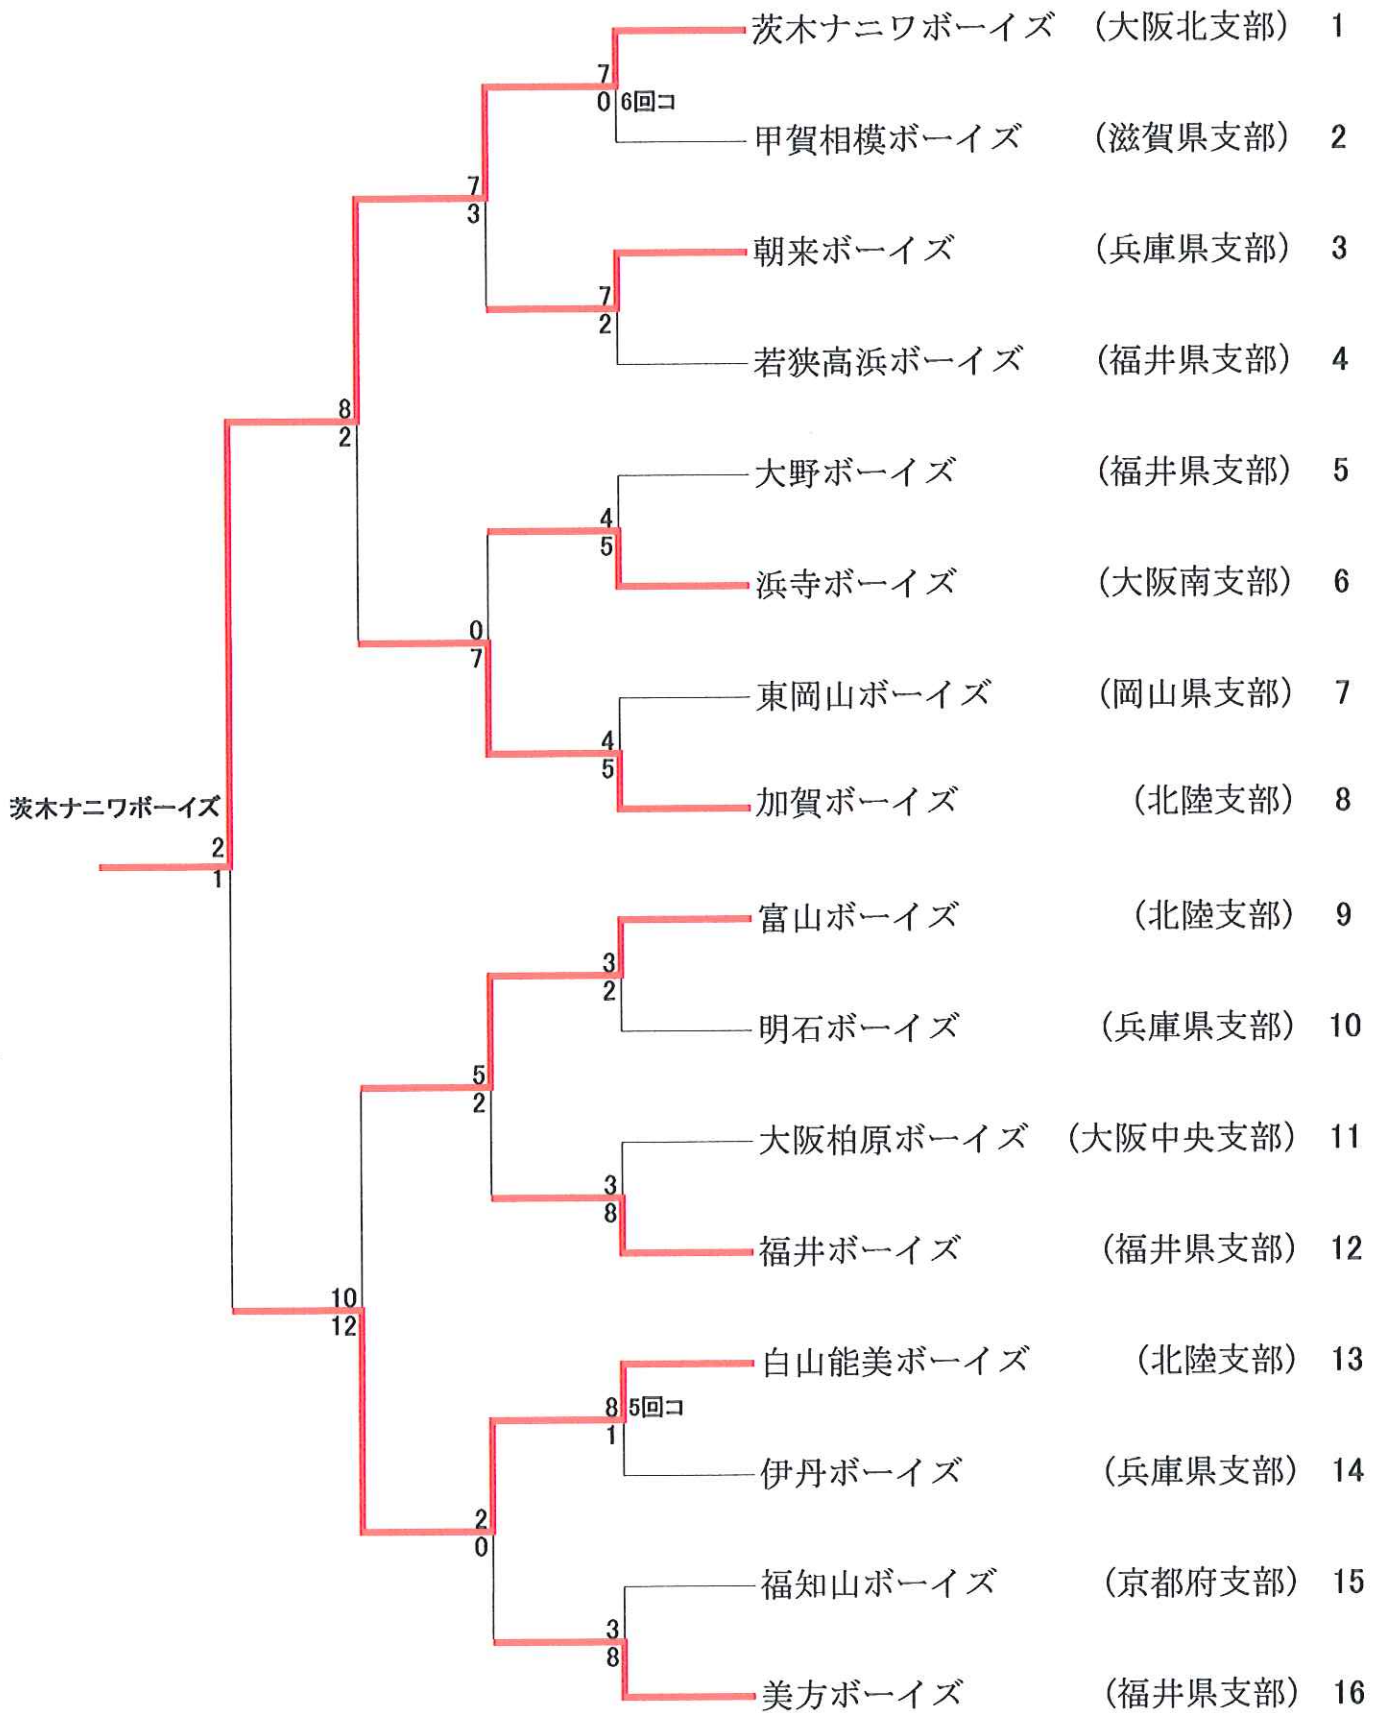 茨木ナニワボーイズ (大阪北支部) 1
7
0 6回コ
甲賀相模ボーイズ (滋賀県支部) 2
7
3
朝来ボーイズ (兵庫県支部) 3
7
2
若狭高浜ボーイズ (福井県支部) 4
8
2
大野ボーイズ (福井県支部) 5
4
5
浜寺ボーイズ (大阪南支部) 6
0
7
東岡山ボーイズ (岡山県支部) 7
4
5
加賀ボーイズ (北陸支部) 8
茨木ナニワボーイズ
2
1
富山ボーイズ (北陸支部) 9
3
2
明石ボーイズ (兵庫県支部) 10
5
2
大阪柏原ボーイズ (大阪中央支部) 11
3
8
福井ボーイズ (福井県支部) 12
10
12
白山能美ボーイズ (北陸支部) 13
8 5回コ
1
伊丹ボーイズ (兵庫県支部) 14
2
0
福知山ボーイズ (京都府支部) 15
3
8
美方ボーイズ (福井県支部) 16